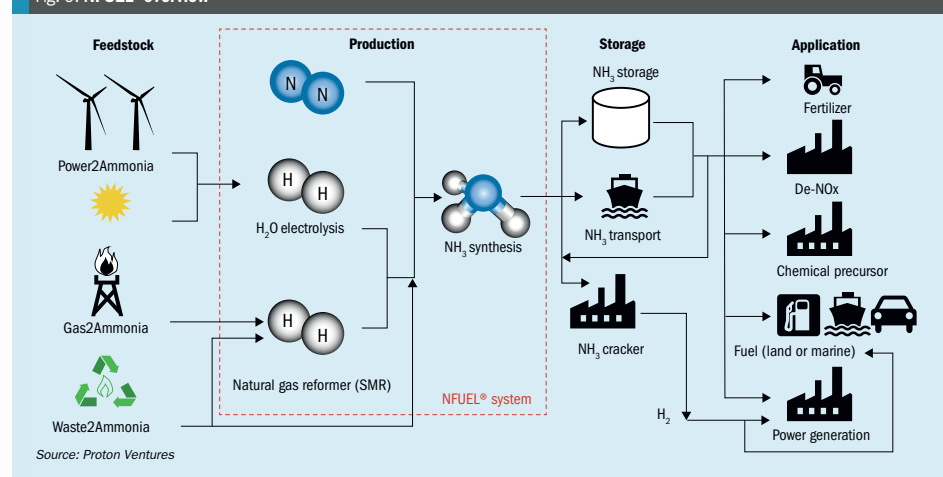 NFUEL® overview
Feedstock
Production
Storage
Application
Power2Ammonia
Gas2Ammonia
Waste2Ammonia
N N
H H
H₂O electrolysis
H H
Natural gas reformer (SMR)
NH₃ synthesis
NFUEL® system
NH₃ storage
NH₃ transport
NH₃ cracker
H₂
Fertilizer
De-NOx
Chemical precursor
Fuel (land or marine)
Power generation
Source: Proton Ventures